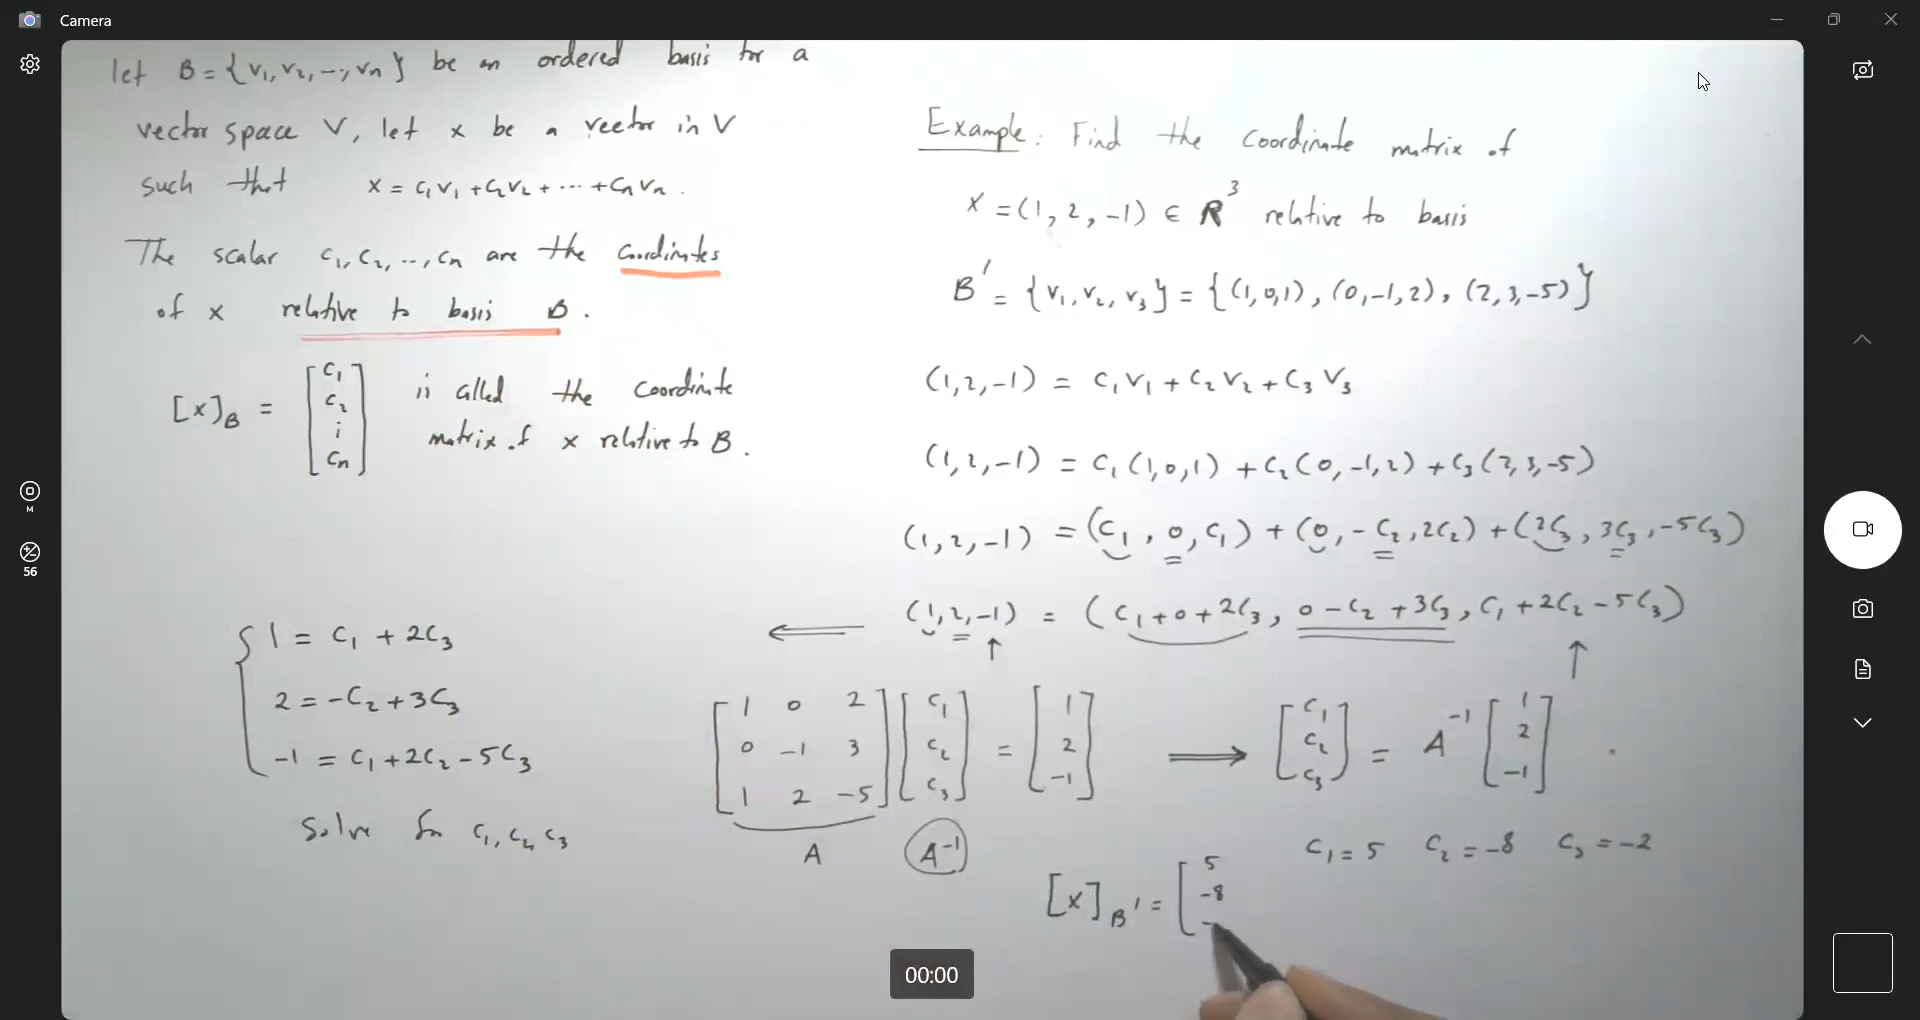 Camera
let B = {v₁, v₂, -, vn} be an ordered basis for a
vector space V, let x be a vector in V
such that x = c₁v₁ + c₂v₂ + ... + cnvn.
The scalar c₁, c₂, .., cn are the coordinates
of x relative to basis B.
[x]B = [c₁ c₂ ⋮ cn] is called the coordinate
matrix of x relative to B.
{ 1 = c₁ + 2c₃
2 = -c₂ + 3c₃
-1 = c₁ + 2c₂ - 5c₃
Solve for c₁, c₂, c₃
Example: Find the coordinate matrix of
x = (1, 2, -1) ∈ R³ relative to basis
B' = {v₁, v₂, v₃} = {(1,0,1), (0,-1,2), (2,3,-5)}
(1,2,-1) = c₁v₁ + c₂v₂ + c₃v₃
(1,2,-1) = c₁(1,0,1) + c₂(0,-1,2) + c₃(2,3,-5)
(1,2,-1) = (c₁, 0, c₁) + (0, -c₂, 2c₂) + (2c₃, 3c₃, -5c₃)
⟸ (1,2,-1) = (c₁+0+2c₃, 0-c₂+3c₃, c₁+2c₂-5c₃)
↑ ↑
[1 0 2] [c₁] [1] [c₁] [1]
[0 -1 3] [c₂] = [2] ⟹ [c₂] = A⁻¹ [2] .
[1 2 -5] [c₃] [-1] [c₃] [-1]
A A⁻¹
c₁ = 5 c₂ = -8 c₃ = -2
[x]B' = [5
-8
-
M
56
00:00